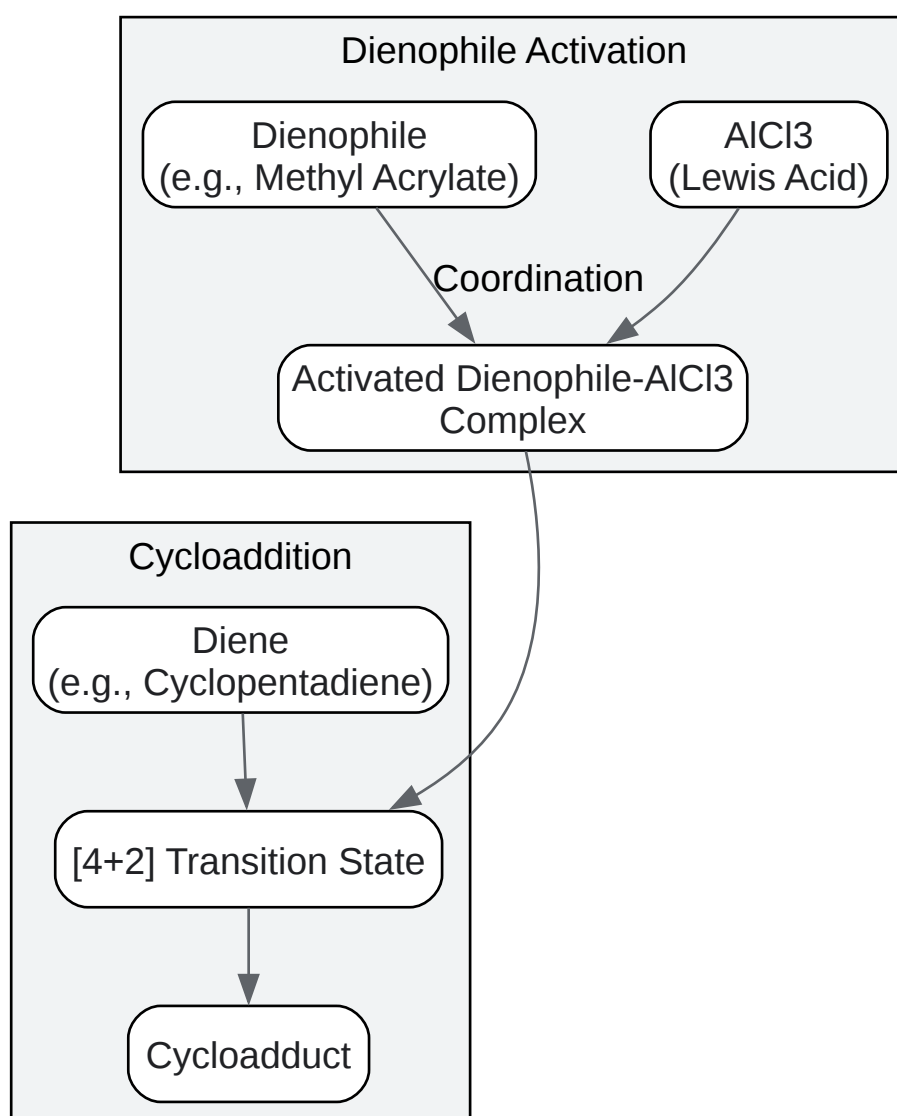 Dienophile Activation
Dienophile
(e.g., Methyl Acrylate)
AlCl3
(Lewis Acid)
Coordination
Activated Dienophile-AlCl3
Complex
Cycloaddition
Diene
(e.g., Cyclopentadiene)
[4+2] Transition State
Cycloadduct